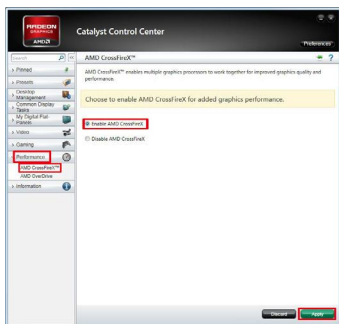 RADEON
GRAPHICS
AMD
Catalyst Control Center
Preferences
Search
Pinned
Presets
Desktop
Management
Common Display
Tasks
My Digital Flat-
Panels
Video
Gaming
Performance
AMD CrossFireX™
AMD OverDrive
Information
AMD CrossFireX™
?
AMD CrossFireX™ enables multiple graphics processors to work together for improved graphics quality and
performance.
Choose to enable AMD CrossFireX for added graphics performance.
Enable AMD CrossFireX
Disable AMD CrossFireX
Discard
Apply